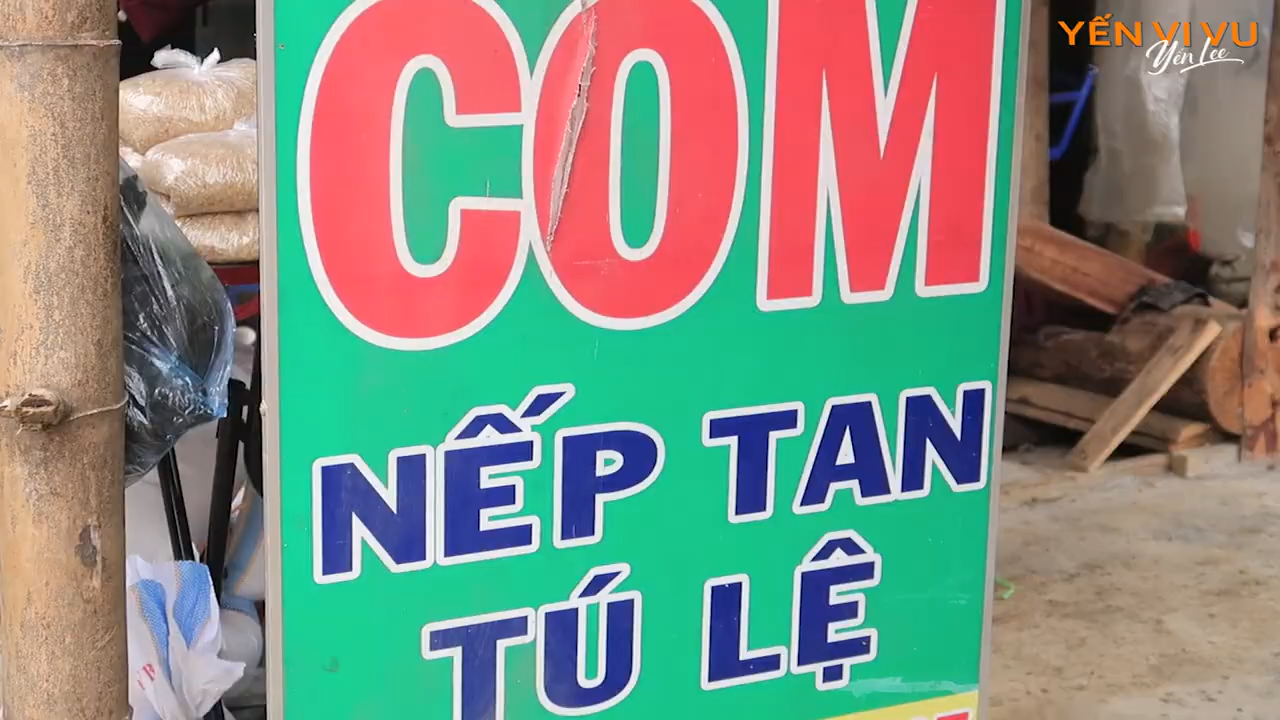 YẾN VI VU
Yến Lee
COM
NẾP TAN
TÚ LỆ